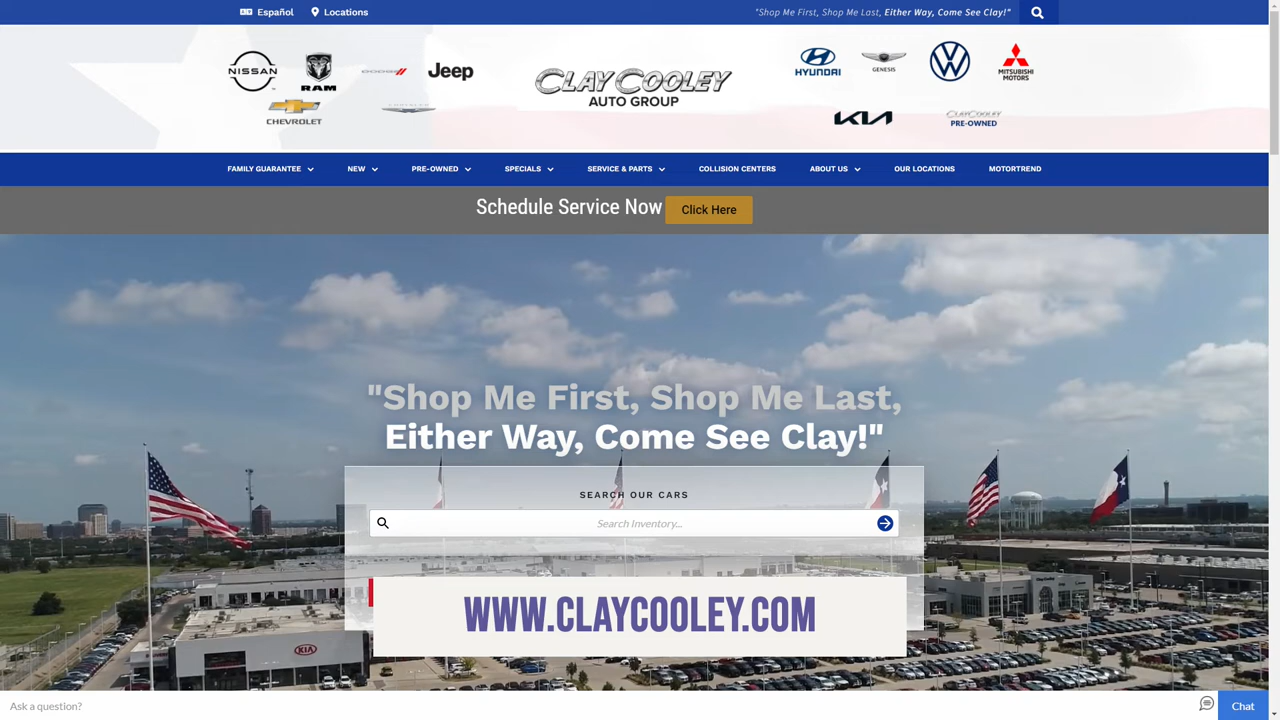 Español
Locations
"Shop Me First, Shop Me Last, Either Way, Come See Clay!"
NISSAN
RAM
Jeep
CHEVROLET
CLAY COOLEY
AUTO GROUP
HYUNDAI
GENESIS
MITSUBISHI
MOTORS
KIA
CLAY COOLEY
PRE-OWNED
FAMILY GUARANTEE
NEW
PRE-OWNED
SPECIALS
SERVICE & PARTS
COLLISION CENTERS
ABOUT US
OUR LOCATIONS
MOTORTREND
Schedule Service Now
Click Here
"Shop Me First, Shop Me Last,
Either Way, Come See Clay!"
SEARCH OUR CARS
Search Inventory...
WWW.CLAYCOOLEY.COM
KIA
Ask a question?
Chat